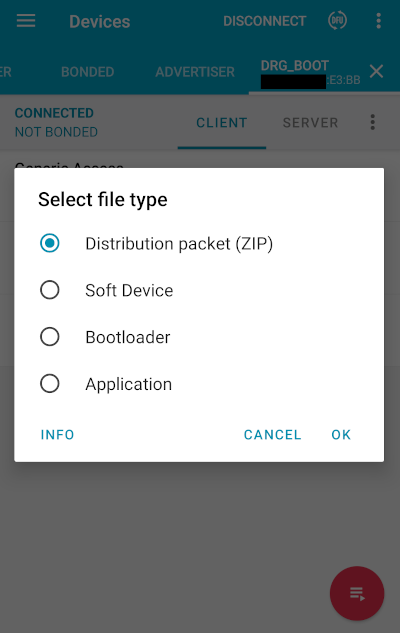 Devices DISCONNECT DFU
ER BONDED ADVERTISER DRG_BOOT
:E3:BB
CONNECTED
NOT BONDED
CLIENT SERVER
Generic Access
Select file type
Distribution packet (ZIP)
Soft Device
Bootloader
Application
INFO CANCEL OK